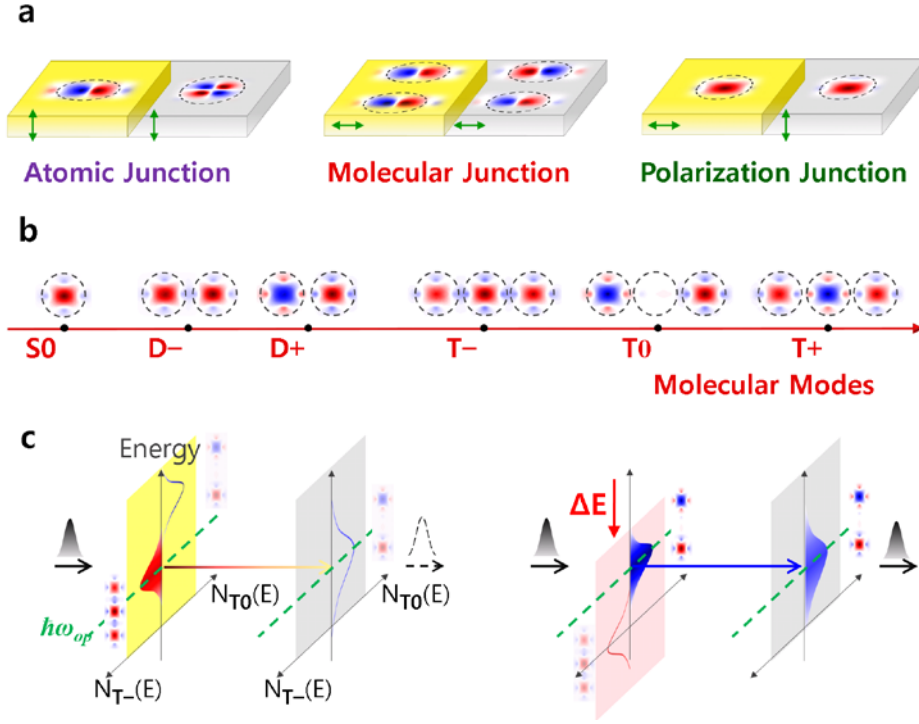 a
Atomic Junction
Molecular Junction
Polarization Junction
b
S0
D−
D+
T−
T0
T+
Molecular Modes
c
Energy
ħω_op
N_T0(E)
N_T−(E)
N_T0(E)
N_T−(E)
ΔE